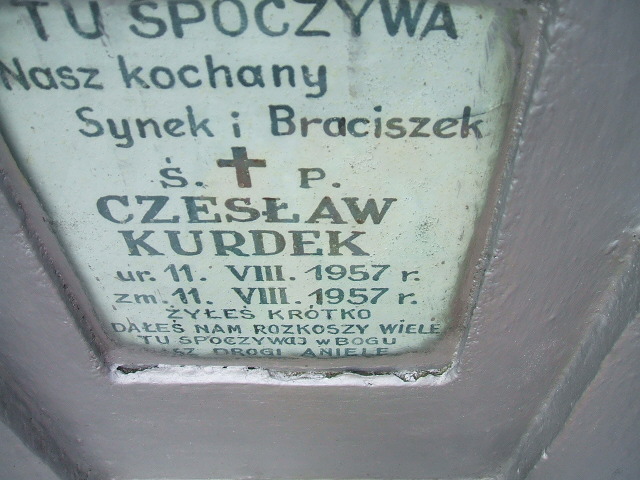 TU SPOCZYWA
Nasz kochany
Synek i Braciszek
Ś. P.
CZESŁAW
KURDEK
ur. 11. VIII. 1957 r.
zm. 11. VIII. 1957 r.
ŻYŁEŚ KRÓTKO
DAŁEŚ NAM ROZKOSZY WIELE
TU SPOCZYWAJ W BOGU
NASZ DROGI ANIELE